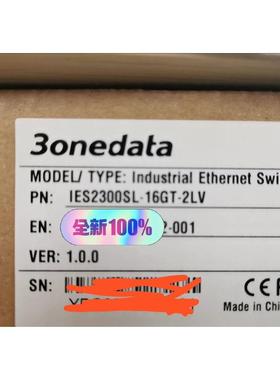 3onedata
MODEL/ TYPE: Industrial Ethernet Swi
PN: IES2300SL-16GT-2LV
EN: 全新100% 2-001
VER: 1.0.0
SN:
CE
Made in Chi